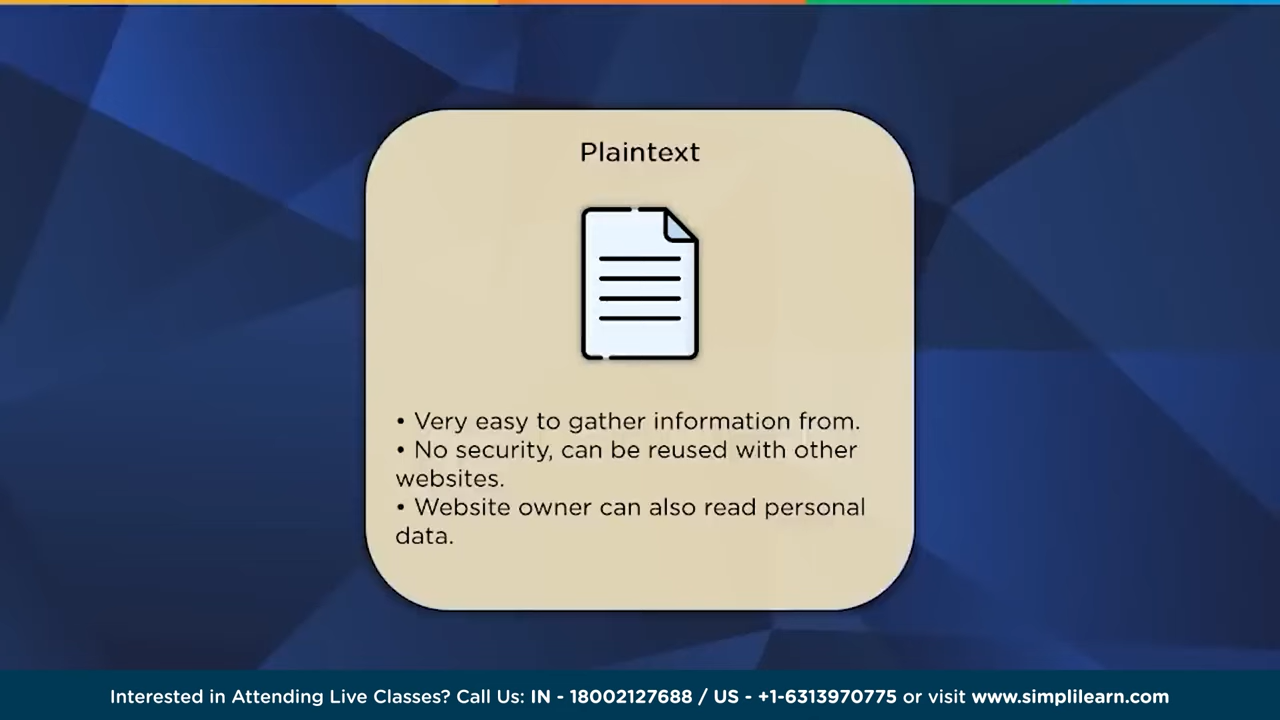 Plaintext
• Very easy to gather information from.
• No security, can be reused with other
websites.
• Website owner can also read personal
data.
Interested in Attending Live Classes? Call Us: IN - 18002127688 / US - +1-6313970775 or visit www.simplilearn.com